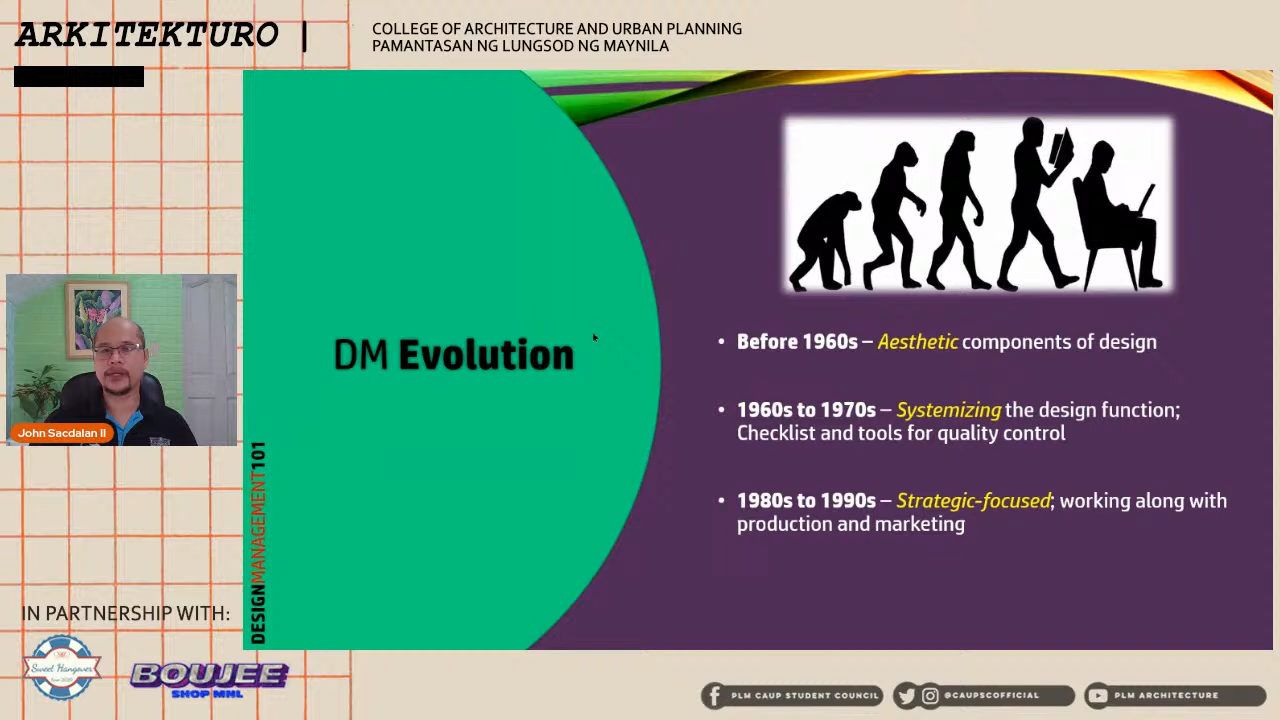 ARKITEKTURO |
COLLEGE OF ARCHITECTURE AND URBAN PLANNING
PAMANTASAN NG LUNGSOD NG MAYNILA
DM Evolution
• Before 1960s – Aesthetic components of design
• 1960s to 1970s – Systemizing the design function;
Checklist and tools for quality control
• 1980s to 1990s – Strategic-focused; working along with
production and marketing
John Sacdalan II
DESIGNMANAGEMENT101
IN PARTNERSHIP WITH:
Sweet Hangover
BOUJEE
SHOP MNL
PLM CAUP STUDENT COUNCIL
@CAUPSCOFFICIAL
PLM ARCHITECTURE